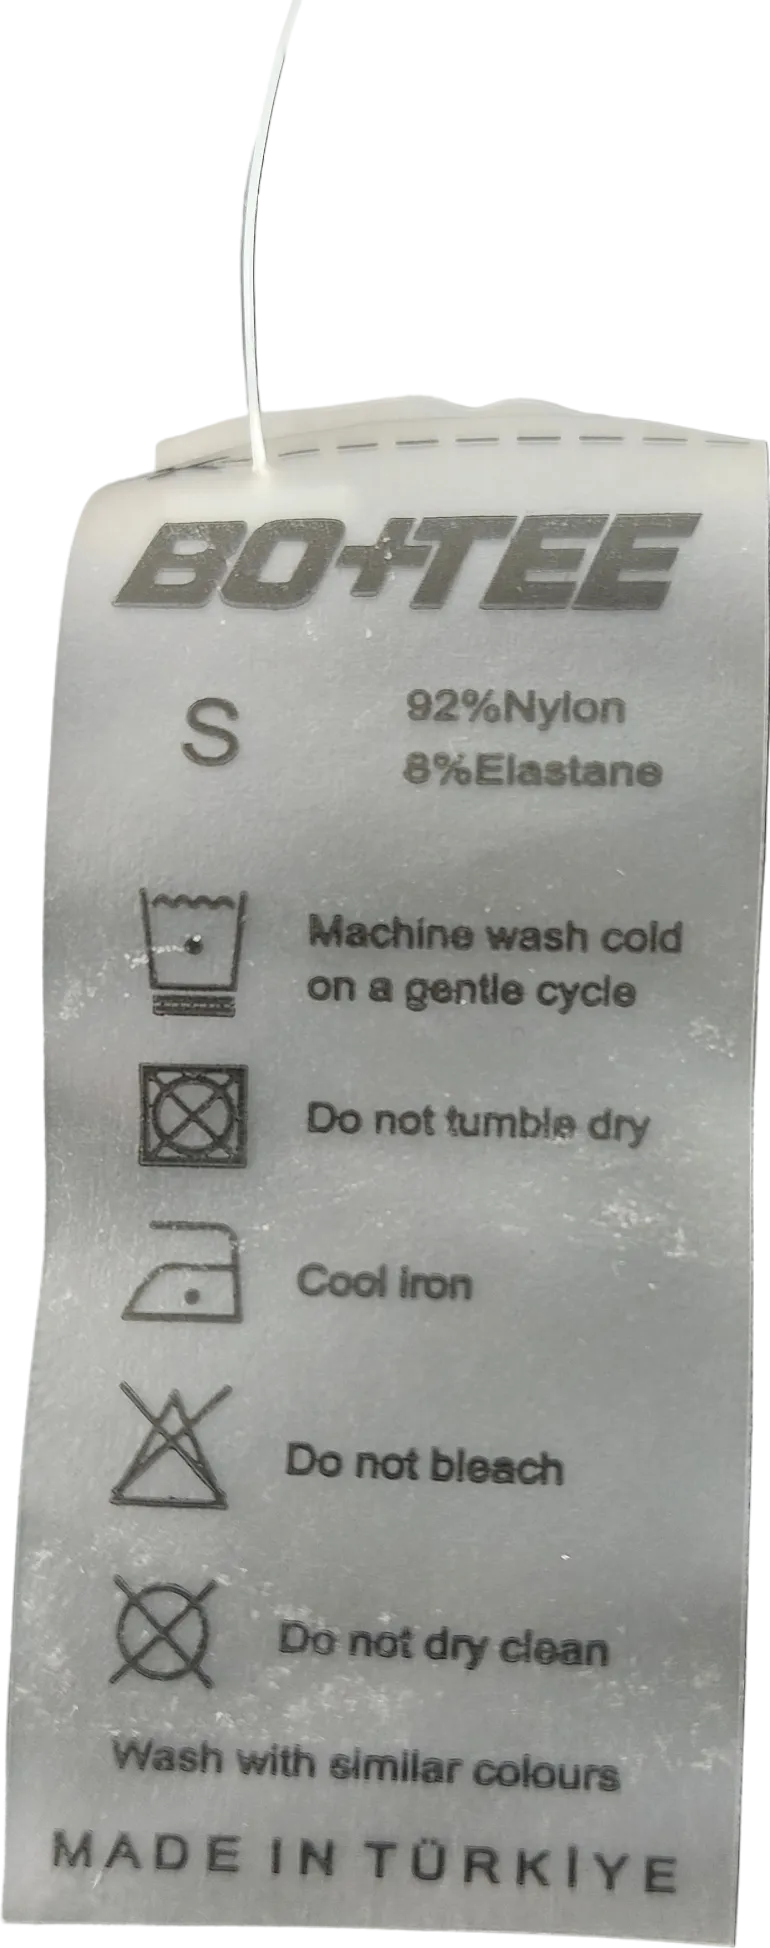 BO+TEE
S
92%Nylon
8%Elastane
Machine wash cold
on a gentle cycle
Do not tumble dry
Cool iron
Do not bleach
Do not dry clean
Wash with similar colours
MADE IN TÜRKİYE